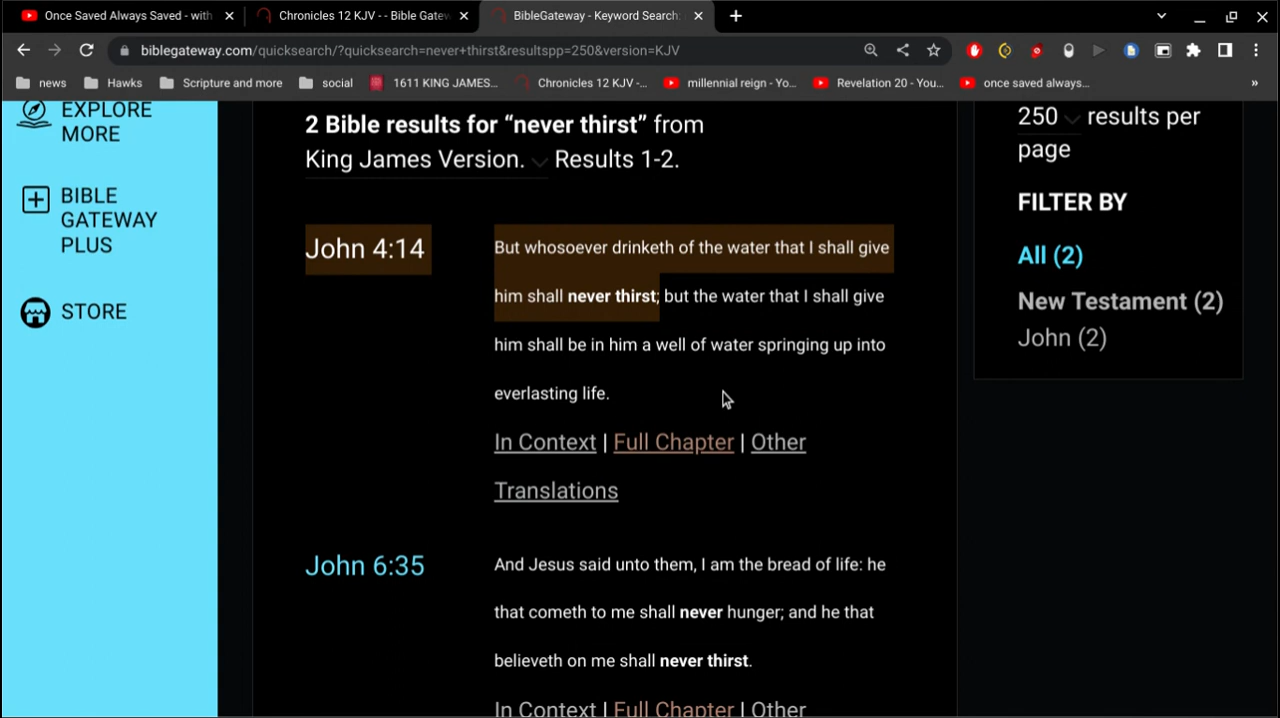 Once Saved Always Saved - with
Chronicles 12 KJV - - Bible Gatew
BibleGateway - Keyword Search:
biblegateway.com/quicksearch/?quicksearch=never+thirst&resultspp=250&version=KJV
news
Hawks
Scripture and more
social
1611 KING JAMES...
Chronicles 12 KJV -...
millennial reign - Yo...
Revelation 20 - You...
once saved always...
»
EXPLORE
MORE
BIBLE
GATEWAY
PLUS
STORE
2 Bible results for “never thirst” from
King James Version. Results 1-2.
John 4:14
But whosoever drinketh of the water that I shall give
him shall never thirst; but the water that I shall give
him shall be in him a well of water springing up into
everlasting life.
In Context | Full Chapter | Other
Translations
John 6:35
And Jesus said unto them, I am the bread of life: he
that cometh to me shall never hunger; and he that
believeth on me shall never thirst.
In Context | Full Chapter | Other
250 results per
page
FILTER BY
All (2)
New Testament (2)
John (2)